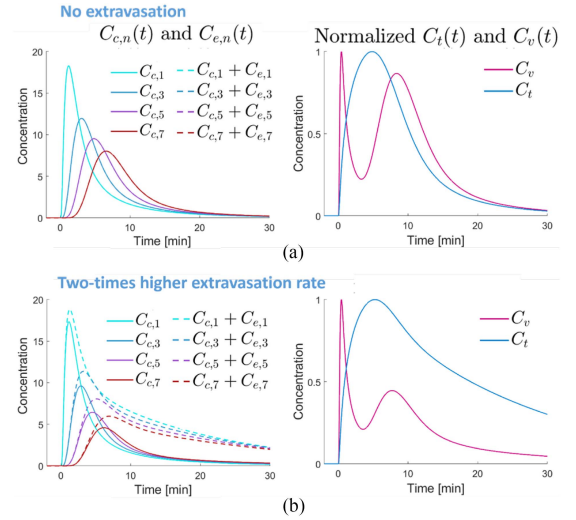 No extravasation
C_{c,n}(t) and C_{e,n}(t)
Normalized C_t(t) and C_v(t)
20
15
10
5
0
Concentration
C_{c,1}
C_{c,3}
C_{c,5}
C_{c,7}
C_{c,1} + C_{e,1}
C_{c,3} + C_{e,3}
C_{c,5} + C_{e,5}
C_{c,7} + C_{e,7}
0 10 20 30
Time [min]
1
0.5
0
Concentration
C_v
C_t
0 10 20 30
Time [min]
(a)
Two-times higher extravasation rate
20
15
10
5
0
Concentration
C_{c,1}
C_{c,3}
C_{c,5}
C_{c,7}
C_{c,1} + C_{e,1}
C_{c,3} + C_{e,3}
C_{c,5} + C_{e,5}
C_{c,7} + C_{e,7}
0 10 20 30
Time [min]
1
0.5
0
Concentration
C_v
C_t
0 10 20 30
Time [min]
(b)